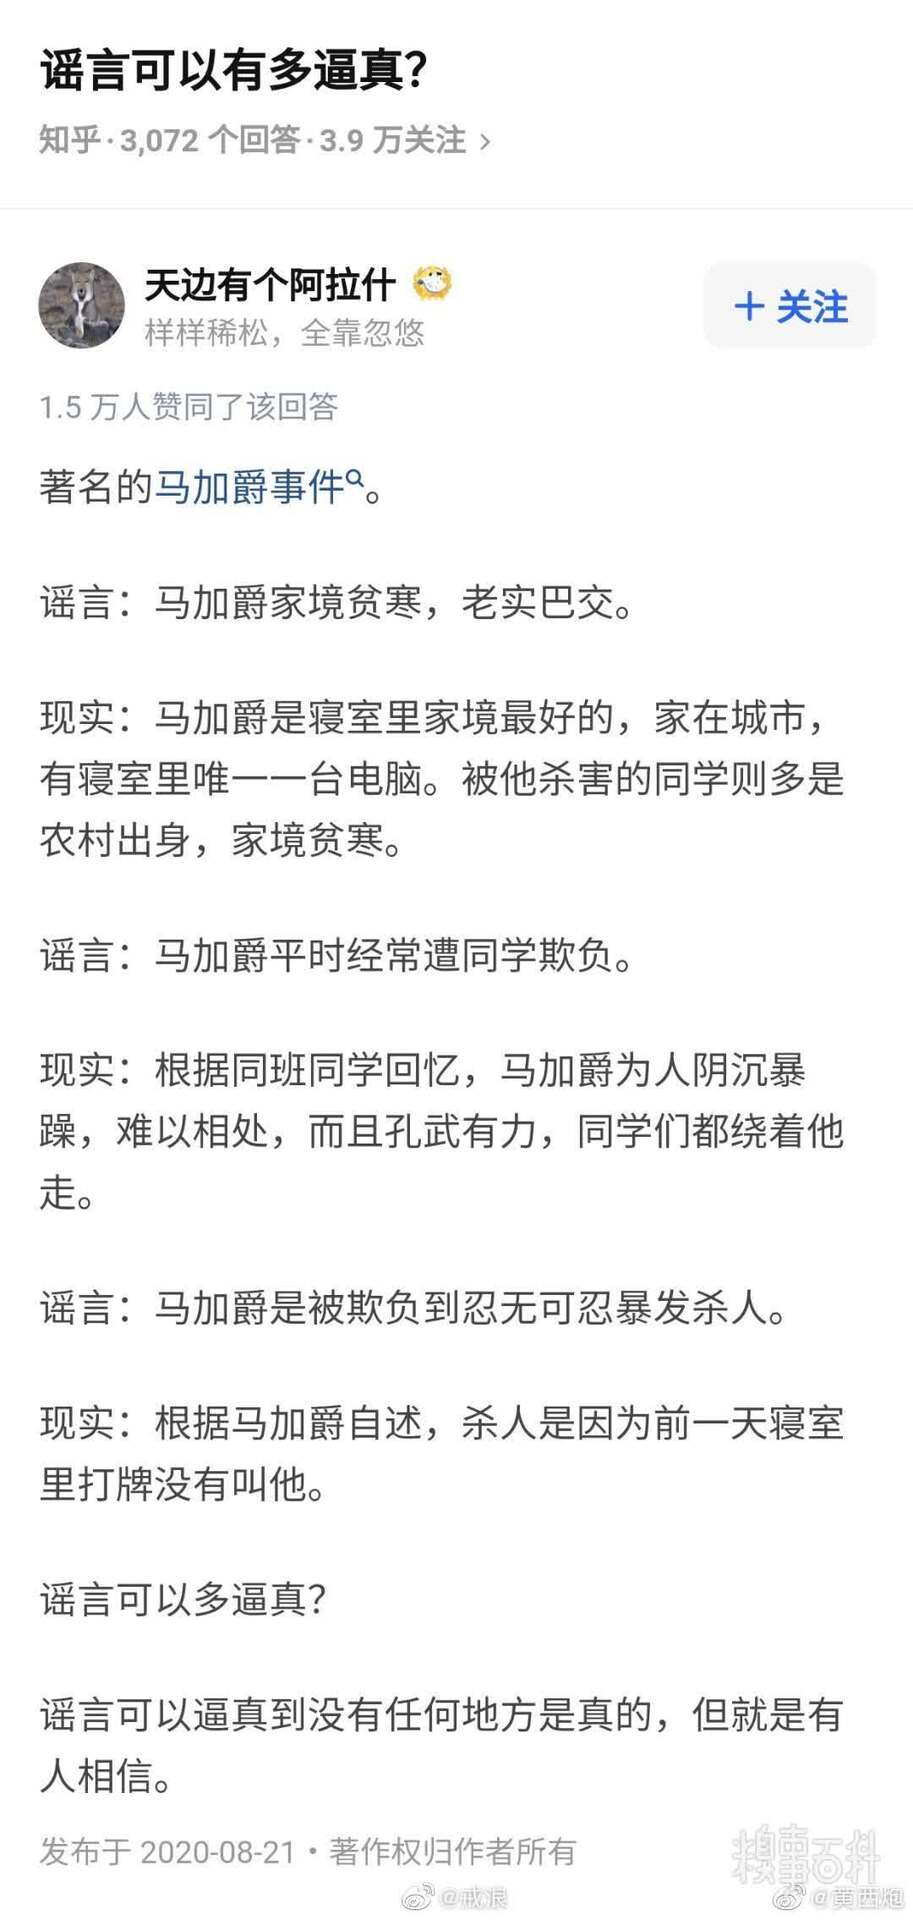 谣言可以有多逼真？
知乎·3,072 个回答·3.9 万关注 >
天边有个阿拉什
样样稀松，全靠忽悠
+ 关注
1.5 万人赞同了该回答
著名的马加爵事件。
谣言：马加爵家境贫寒，老实巴交。
现实：马加爵是寝室里家境最好的，家在城市，
有寝室里唯一一台电脑。被他杀害的同学则多是
农村出身，家境贫寒。
谣言：马加爵平时经常遭同学欺负。
现实：根据同班同学回忆，马加爵为人阴沉暴
躁，难以相处，而且孔武有力，同学们都绕着他
走。
谣言：马加爵是被欺负到忍无可忍暴发杀人。
现实：根据马加爵自述，杀人是因为前一天寝室
里打牌没有叫他。
谣言可以多逼真？
谣言可以逼真到没有任何地方是真的，但就是有
人相信。
发布于 2020-08-21·著作权归作者所有
糗事百科
@戒浪
@黄西炮